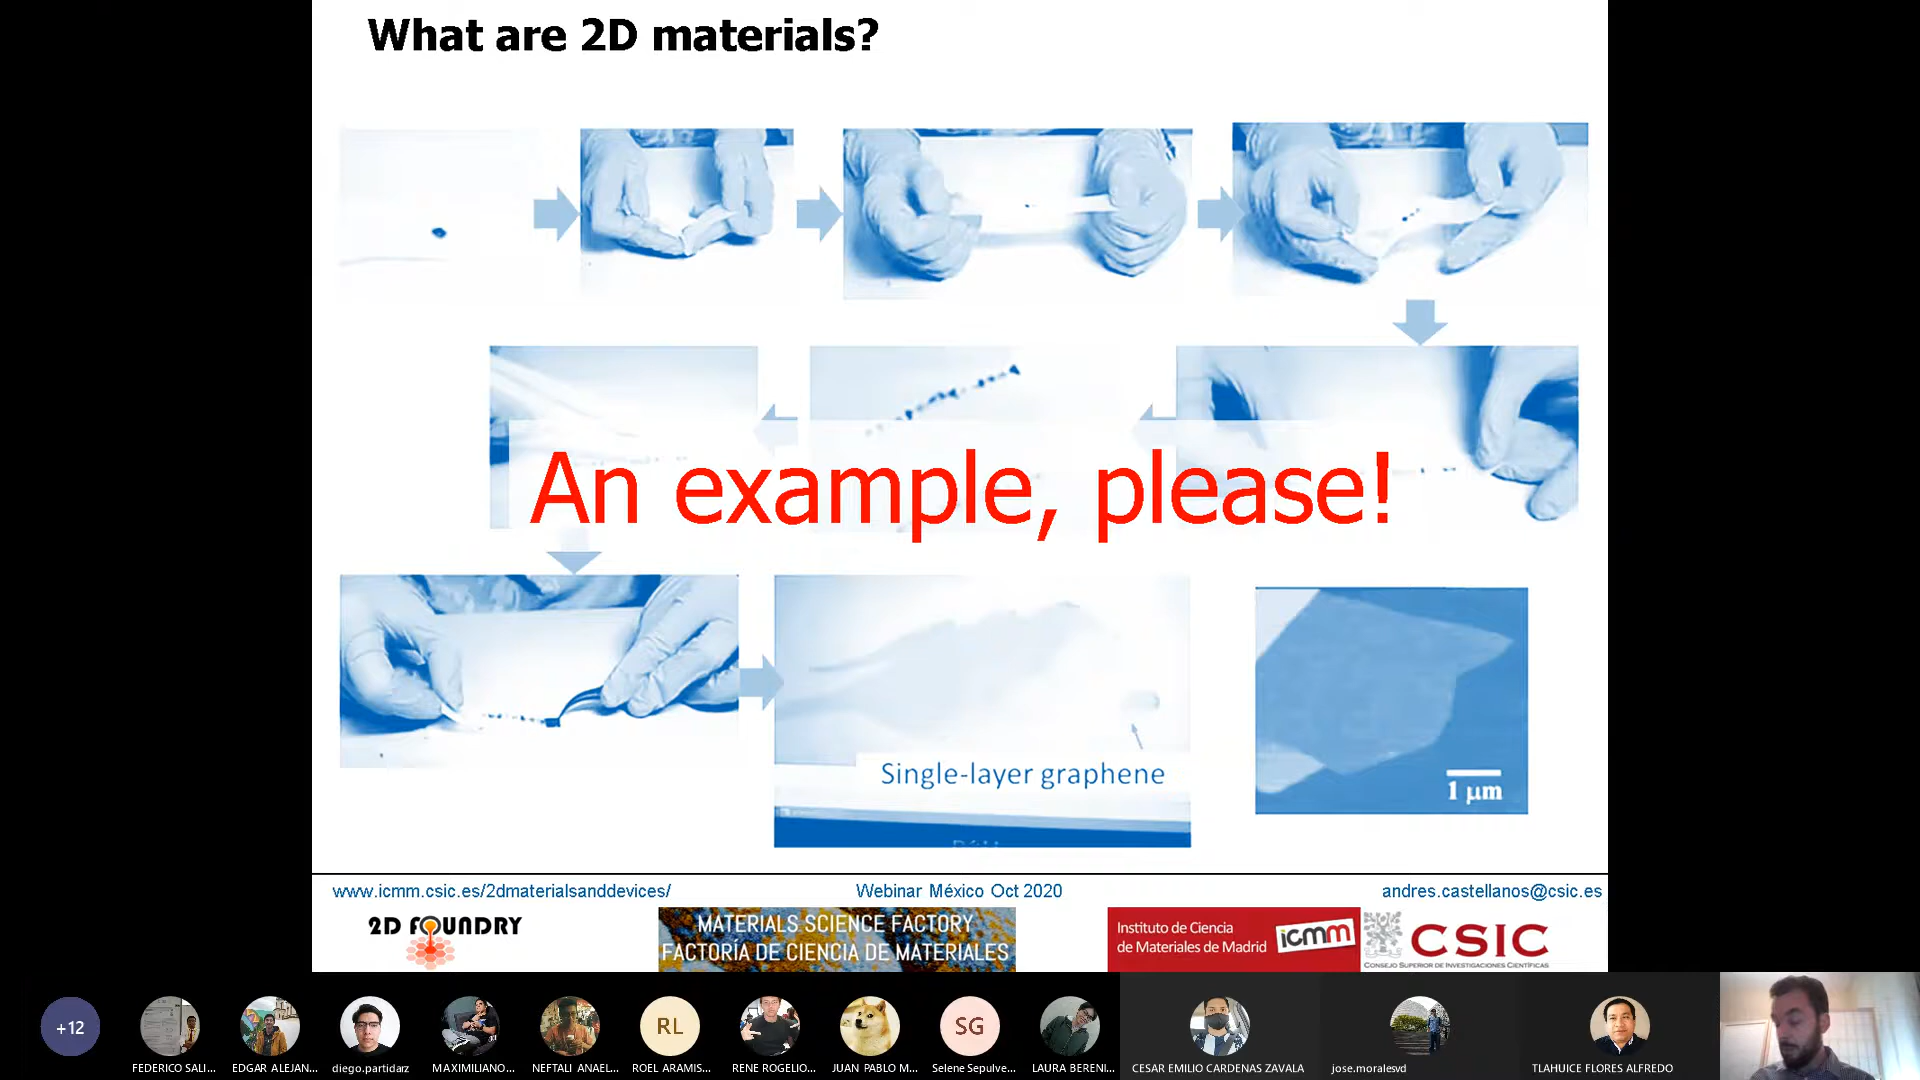 What are 2D materials?
An example, please!
Single-layer graphene
1 μm
www.icmm.csic.es/2dmaterialsanddevices/
Webinar México Oct 2020
andres.castellanos@csic.es
2D FOUNDRY
MATERIALS SCIENCE FACTORY
FACTORÍA DE CIENCIA DE MATERIALES
Instituto de Ciencia
de Materiales de Madrid
icmm
CSIC
CONSEJO SUPERIOR DE INVESTIGACIONES CIENTÍFICAS
+12
RL
SG
FEDERICO SALI...
EDGAR ALEJAN...
diego.partidarz
MAXIMILIANO...
NEFTALI ANAEL...
ROEL ARAMIS...
RENE ROGELIO...
JUAN PABLO M...
Selene Sepulve...
LAURA BERENI...
CESAR EMILIO CARDENAS ZAVALA
jose.moralesvd
TLAHUICE FLORES ALFREDO